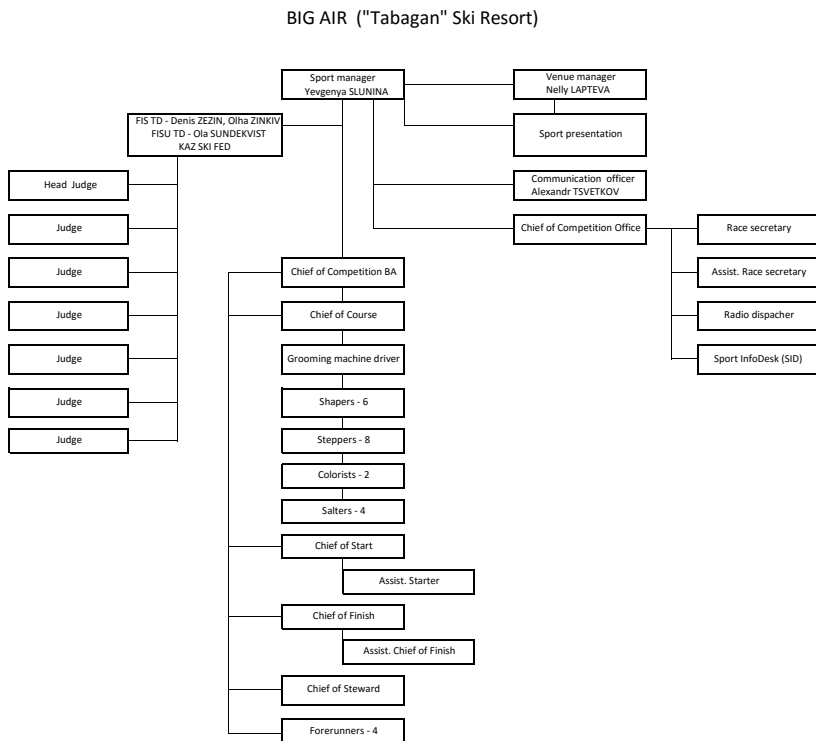 BIG AIR ("Tabagan" Ski Resort)
Sport manager
Yevgenya SLUNINA
Venue manager
Nelly LAPTEVA
FIS TD - Denis ZEZIN, Olha ZINKIV
FISU TD - Ola SUNDEKVIST
KAZ SKI FED
Sport presentation
Head Judge
Communication officer
Alexandr TSVETKOV
Judge
Chief of Competition Office
Race secretary
Judge
Chief of Competition BA
Assist. Race secretary
Judge
Chief of Course
Radio dispacher
Judge
Grooming machine driver
Sport InfoDesk (SID)
Judge
Shapers - 6
Judge
Steppers - 8
Colorists - 2
Salters - 4
Chief of Start
Assist. Starter
Chief of Finish
Assist. Chief of Finish
Chief of Steward
Forerunners - 4